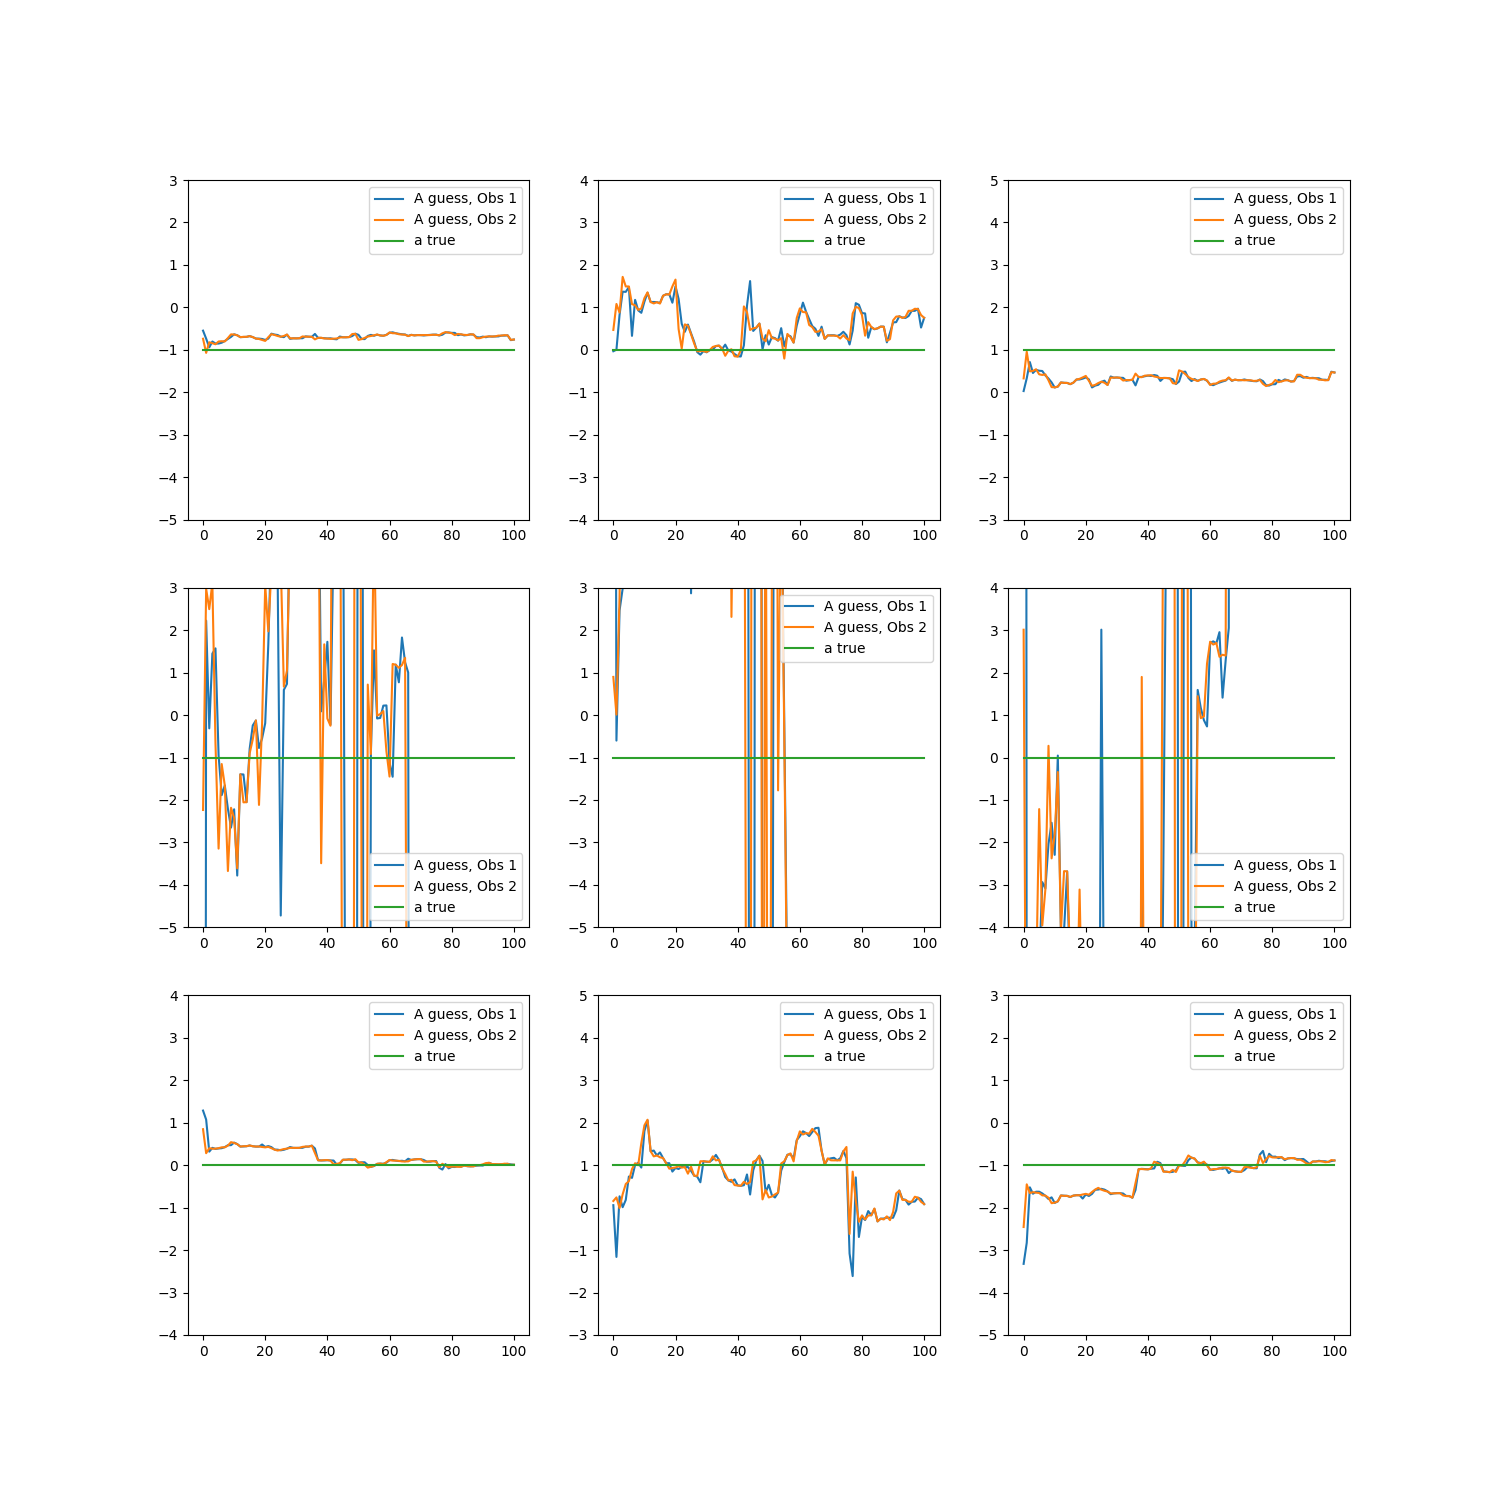 3 4 5
A guess, Obs 1 A guess, Obs 1 A guess, Obs 1
2 3 4
A guess, Obs 2 A guess, Obs 2 A guess, Obs 2
a true a true a true
1 2 3
0 1 2
−1 0 1
−2 −1 0
−3 −2 −1
−4 −3 −2
−5 −4 −3
0 20 40 60 80 100 0 20 40 60 80 100 0 20 40 60 80 100
3 3 4
A guess, Obs 1
2 2 3
A guess, Obs 2
a true
1 1 2
0 0 1
−1 −1 0
−2 −2 −1
−3 −3 −2
−4 −4 −3
A guess, Obs 1 A guess, Obs 1
A guess, Obs 2 A guess, Obs 2
a true a true
−5 −5 −4
0 20 40 60 80 100 0 20 40 60 80 100 0 20 40 60 80 100
4 5 3
A guess, Obs 1 A guess, Obs 1 A guess, Obs 1
3 4 2
A guess, Obs 2 A guess, Obs 2 A guess, Obs 2
a true a true a true
2 3 1
1 2 0
0 1 −1
−1 0 −2
−2 −1 −3
−3 −2 −4
−4 −3 −5
0 20 40 60 80 100 0 20 40 60 80 100 0 20 40 60 80 100